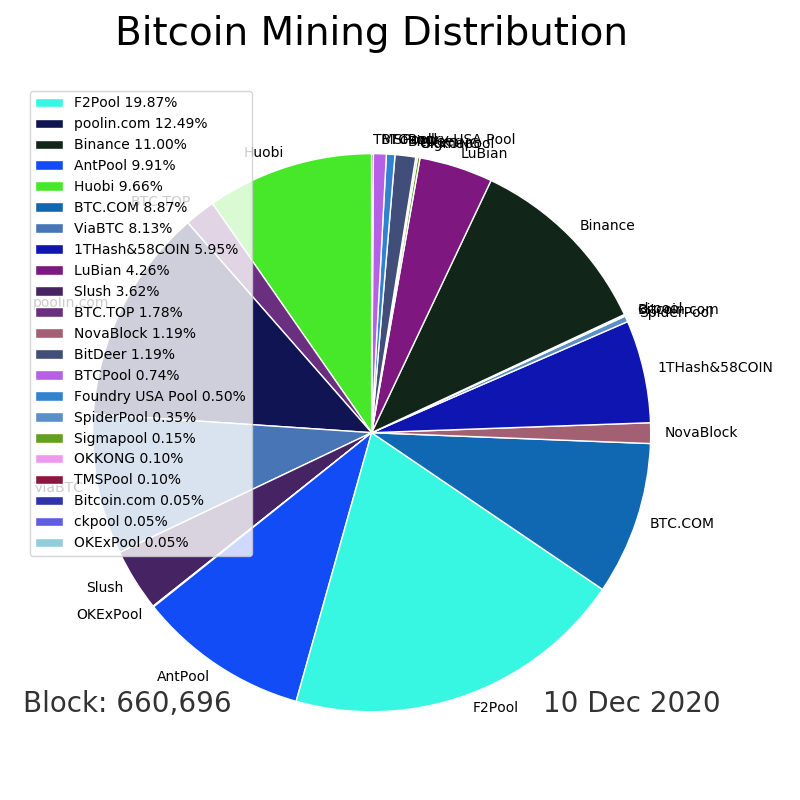 Bitcoin Mining Distribution
F2Pool 19.87%
poolin.com 12.49%
Binance 11.00%
AntPool 9.91%
Huobi 9.66%
BTC.COM 8.87%
ViaBTC 8.13%
1THash&58COIN 5.95%
LuBian 4.26%
Slush 3.62%
BTC.TOP 1.78%
NovaBlock 1.19%
BitDeer 1.19%
BTCPool 0.74%
Foundry USA Pool 0.50%
SpiderPool 0.35%
Sigmapool 0.15%
OKKONG 0.10%
TMSPool 0.10%
Bitcoin.com 0.05%
ckpool 0.05%
OKExPool 0.05%
Huobi
BTC.TOP
poolin.com
ViaBTC
Slush
OKExPool
AntPool
F2Pool
BTC.COM
NovaBlock
1THash&58COIN
SpiderPool
Binance
LuBian
Block: 660,696
10 Dec 2020